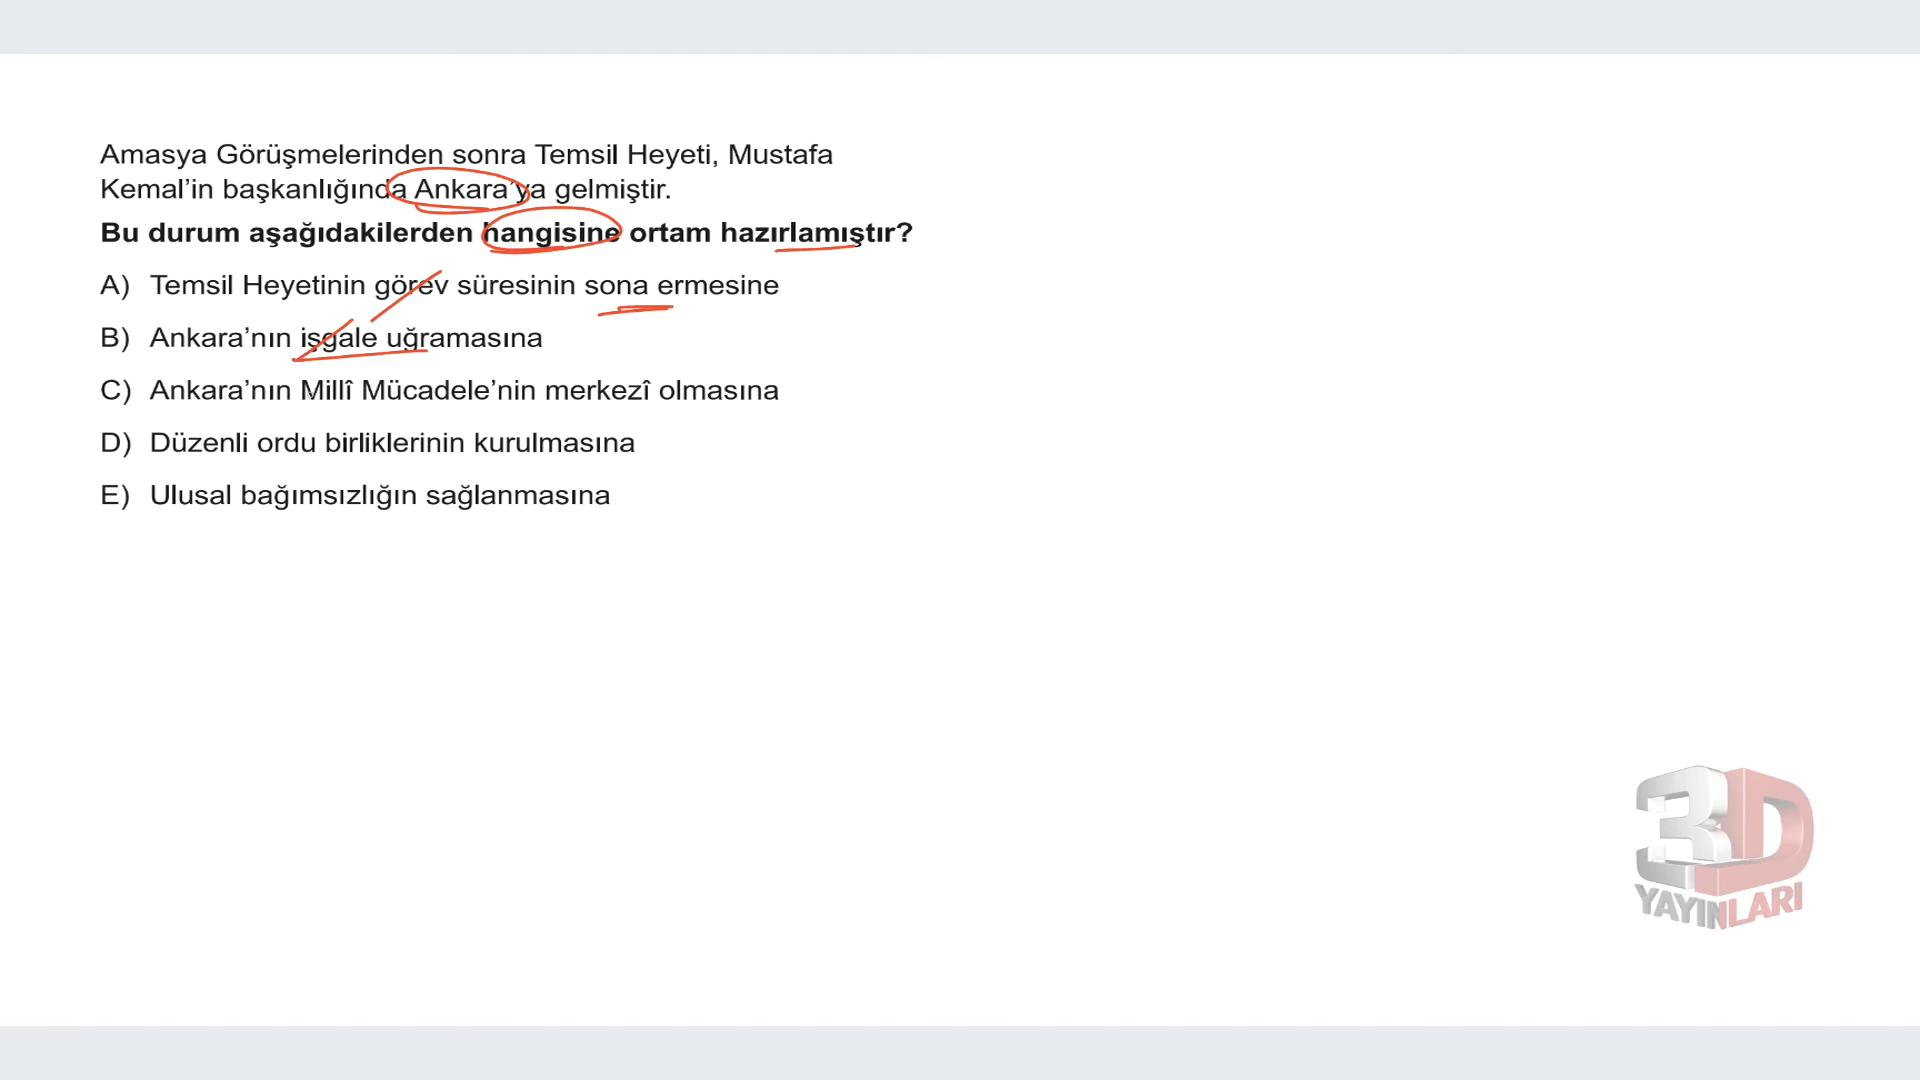 Amasya Görüşmelerinden sonra Temsil Heyeti, Mustafa
Kemal’in başkanlığında Ankara’ya gelmiştir.
Bu durum aşağıdakilerden hangisine ortam hazırlamıştır?
A) Temsil Heyetinin görev süresinin sona ermesine
B) Ankara’nın işgale uğramasına
C) Ankara’nın Millî Mücadele’nin merkezî olmasına
D) Düzenli ordu birliklerinin kurulmasına
E) Ulusal bağımsızlığın sağlanmasına
3D
YAYINLARI